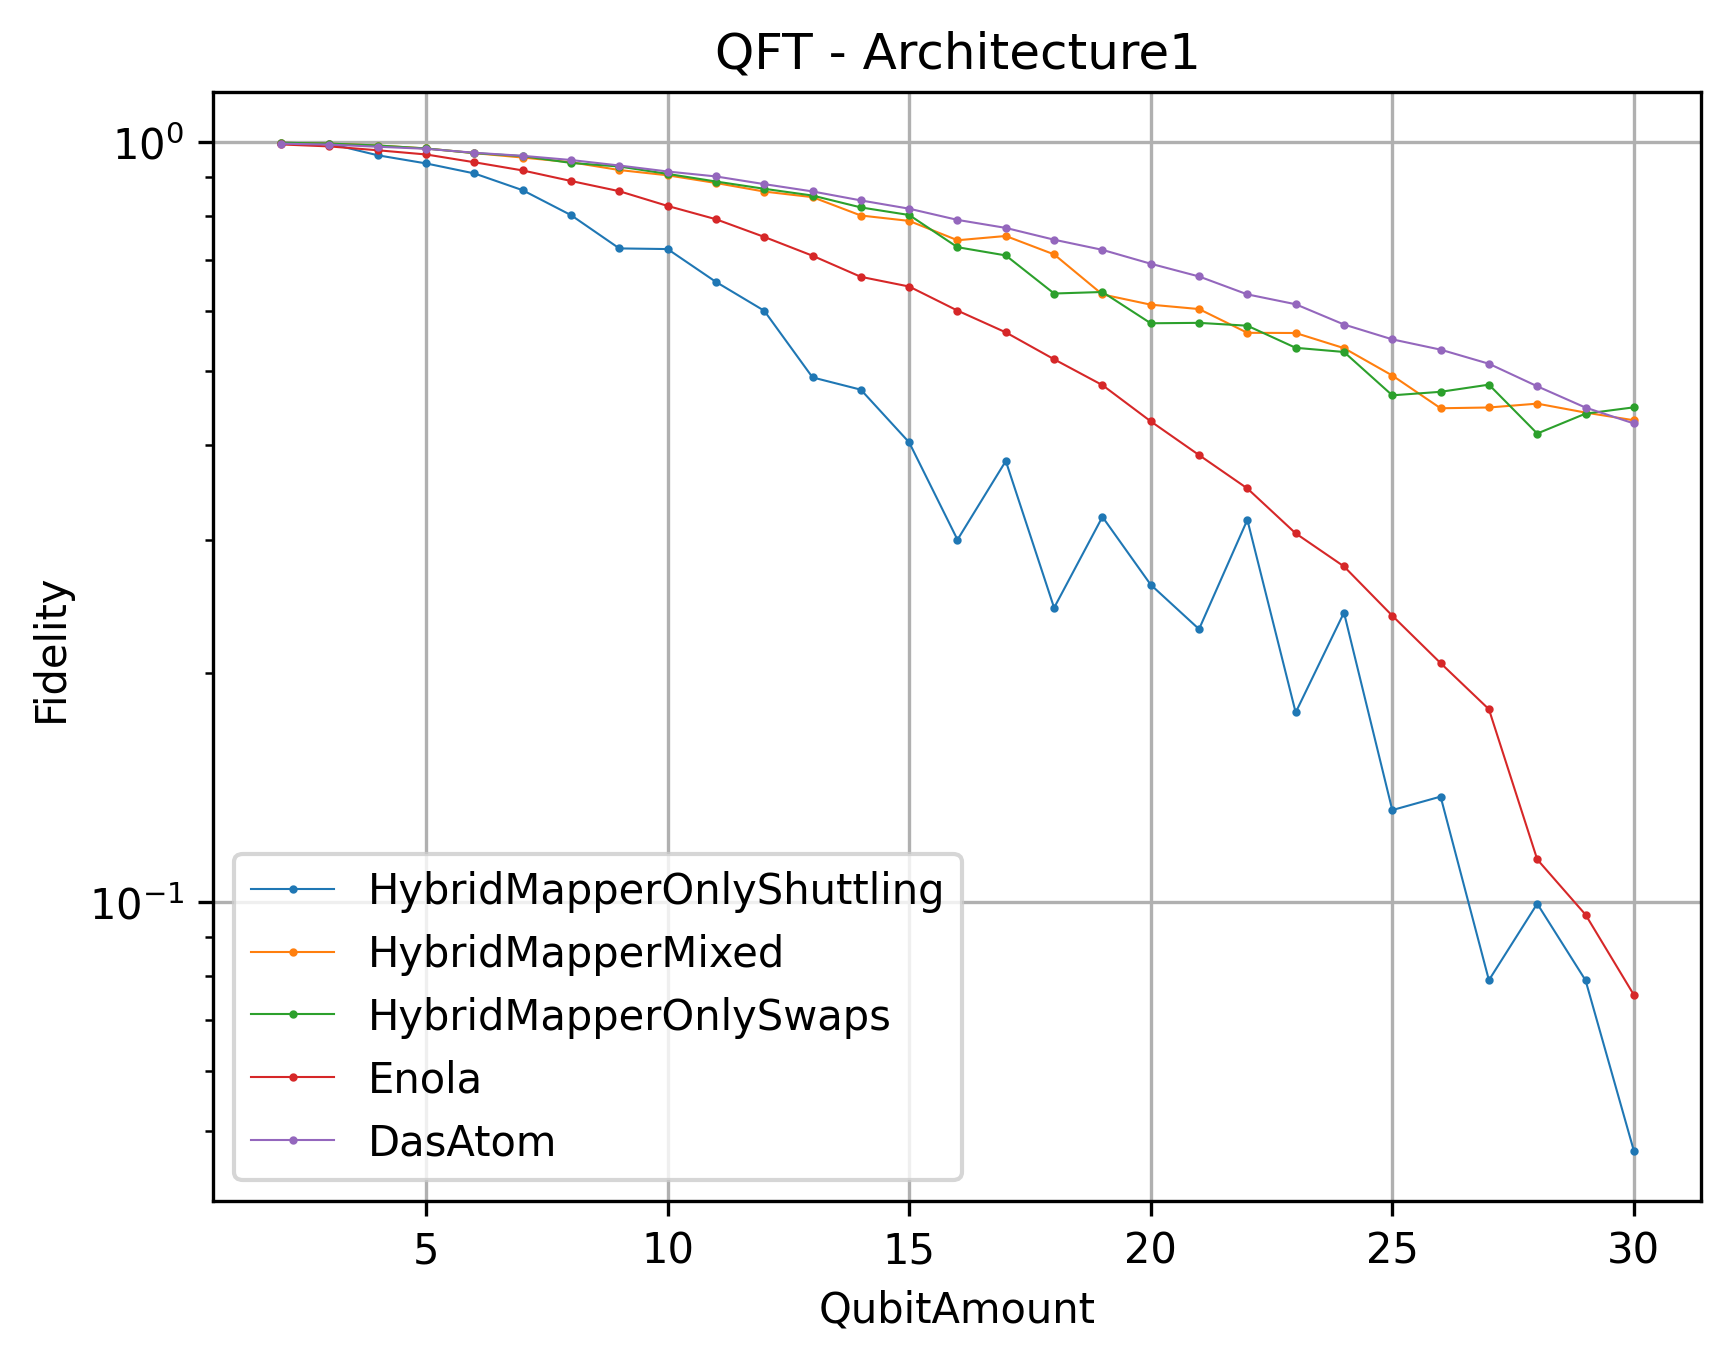 QFT - Architecture1
10⁰
10⁻¹
Fidelity
HybridMapperOnlyShuttling
HybridMapperMixed
HybridMapperOnlySwaps
Enola
DasAtom
5 10 15 20 25 30
QubitAmount